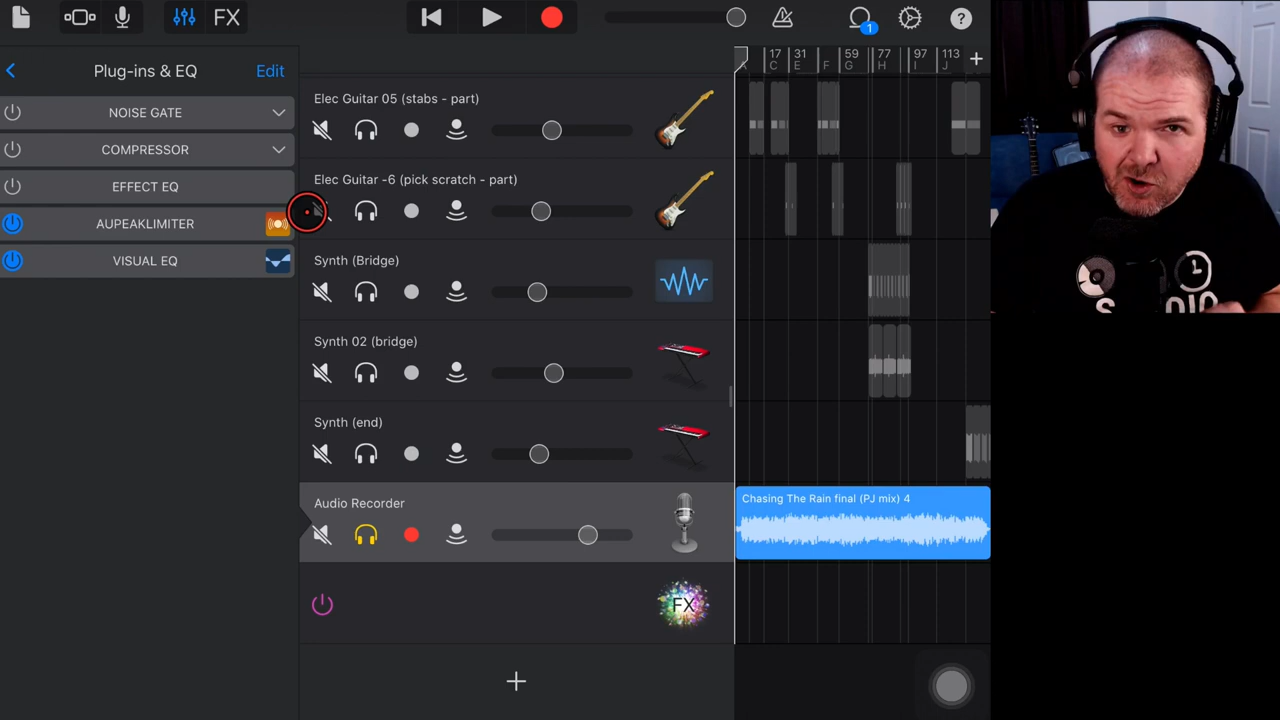 FX
1
?
Plug-ins & EQ
Edit
NOISE GATE
COMPRESSOR
EFFECT EQ
AUPEAKLIMITER
VISUAL EQ
Elec Guitar 05 (stabs - part)
Elec Guitar -6 (pick scratch - part)
Synth (Bridge)
Synth 02 (bridge)
Synth (end)
Audio Recorder
FX
A
17
C
31
E
F
59
G
77
H
97
I
113
J
+
Chasing The Rain final (PJ mix) 4